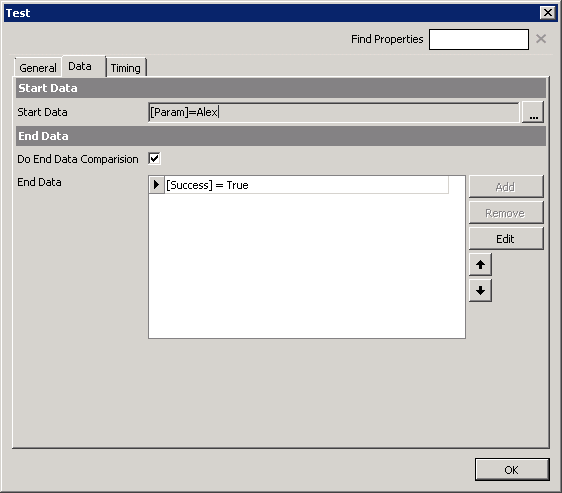 Test
Find Properties
General Data Timing
Start Data
Start Data [Param]=Alex ...
End Data
Do End Data Comparision
End Data [Success] = True Add
Remove
Edit
OK